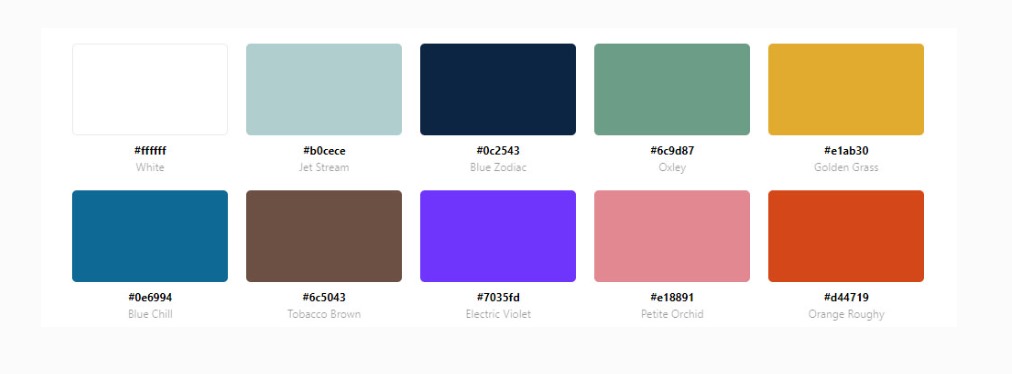 #ffffff #b0cece #0c2543 #6c9d87 #e1ab30
White Jet Stream Blue Zodiac Oxley Golden Grass
#0e6994 #6c5043 #7035fd #e18891 #d44719
Blue Chill Tobacco Brown Electric Violet Petite Orchid Orange Roughy